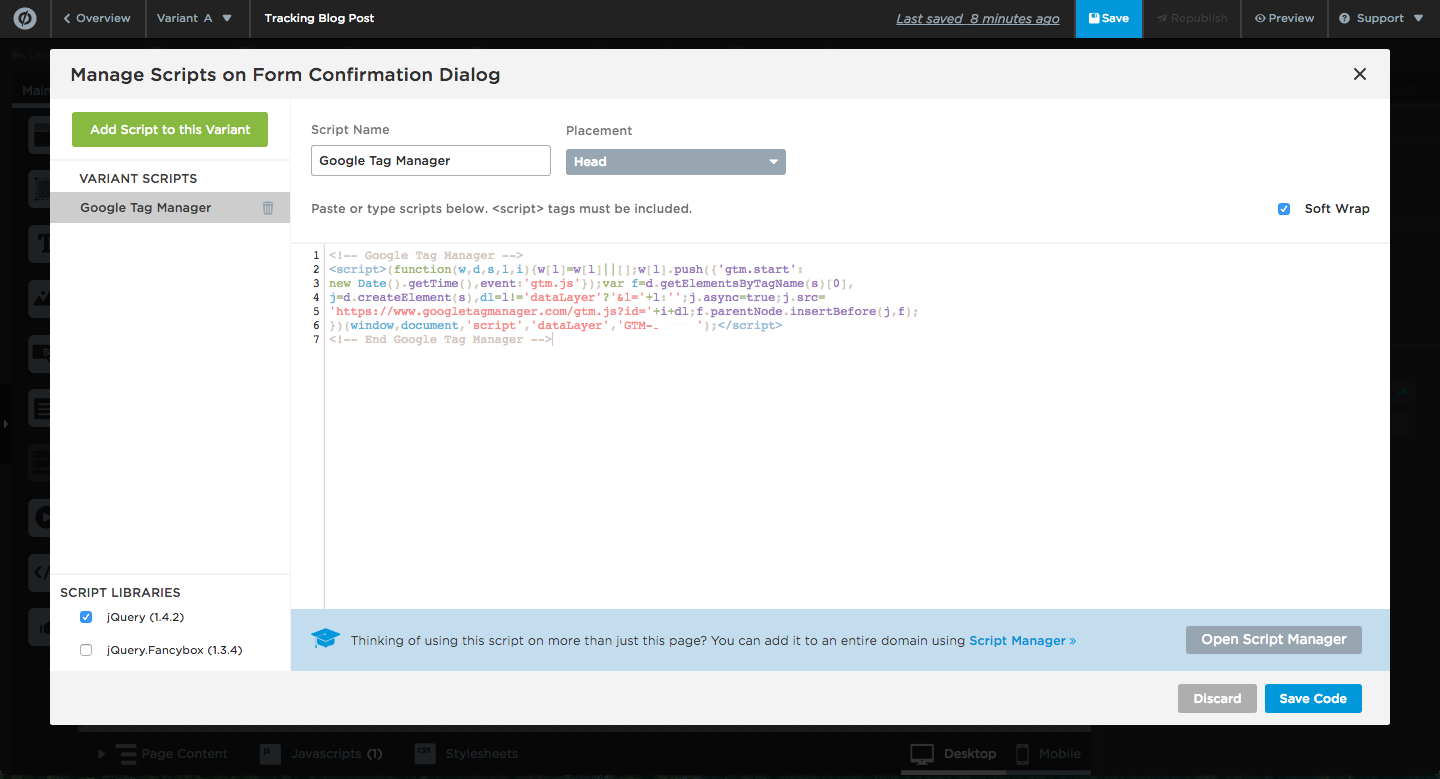 Overview
Variant A
Tracking Blog Post
Last saved 8 minutes ago
Save
Republish
Preview
Support
Main
Manage Scripts on Form Confirmation Dialog
Add Script to this Variant
VARIANT SCRIPTS
Google Tag Manager
Script Name
Google Tag Manager
Placement
Head
Paste or type scripts below. <script> tags must be included.
Soft Wrap
1 <!-- Google Tag Manager -->
2 <script>(function(w,d,s,l,i){w[l]=w[l]||[];w[l].push({'gtm.start':
3 new Date().getTime(),event:'gtm.js'});var f=d.getElementsByTagName(s)[0],
4 j=d.createElement(s),dl=l!='dataLayer'?'&l='+l:'';j.async=true;j.src=
5 'https://www.googletagmanager.com/gtm.js?id='+i+dl;f.parentNode.insertBefore(j,f);
6 })(window,document,'script','dataLayer','GTM-');</script>
7 <!-- End Google Tag Manager -->
SCRIPT LIBRARIES
jQuery (1.4.2)
jQuery.Fancybox (1.3.4)
Thinking of using this script on more than just this page? You can add it to an entire domain using Script Manager »
Open Script Manager
Discard
Save Code
Page Content
JS
Javascripts (1)
CSS
Stylesheets
Desktop
Mobile